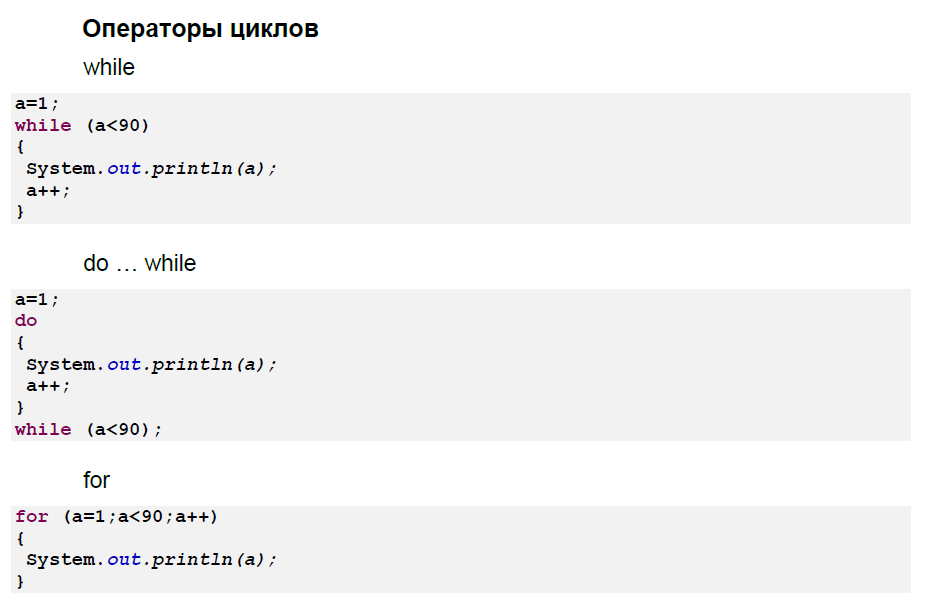 Операторы циклов
while
a=1;
while (a<90)
{
System.out.println(a);
a++;
}
do … while
a=1;
do
{
System.out.println(a);
a++;
}
while (a<90);
for
for (a=1;a<90;a++)
{
System.out.println(a);
}